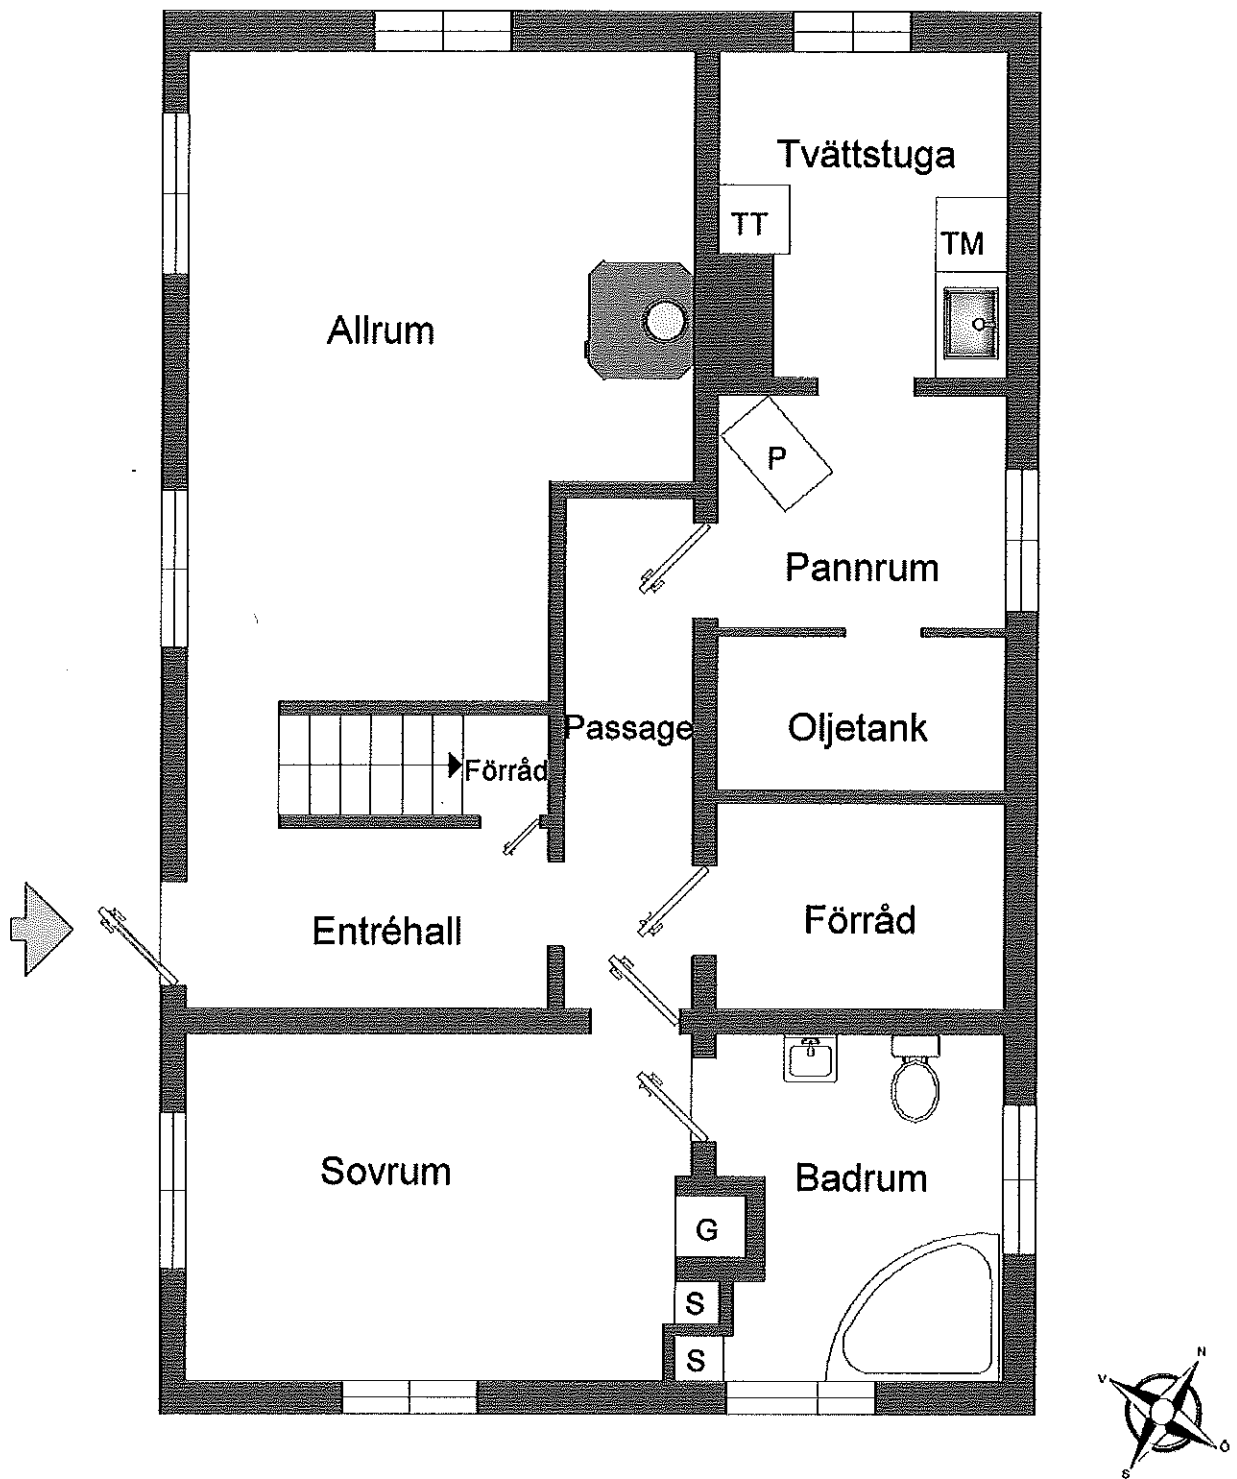 Tvättstuga
TT
TM
Allrum
P
Pannrum
Passage
Oljetank
Förråd
Entréhall
Förråd
Sovrum
Badrum
G
S
S
N
V
Ö
S